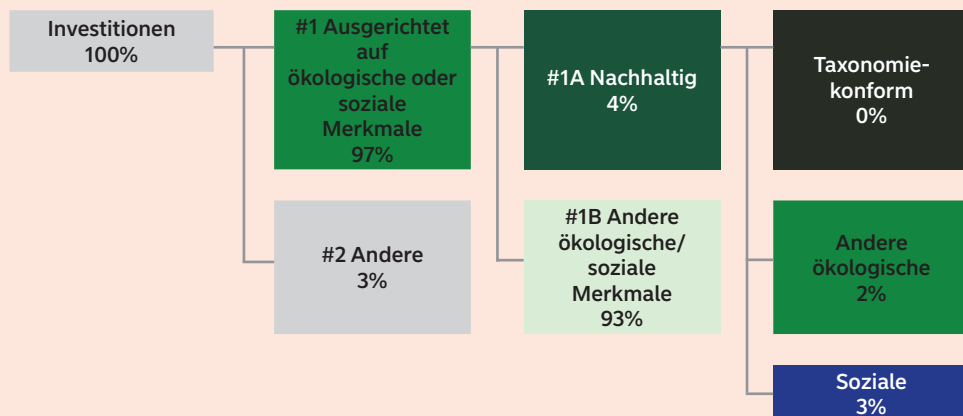 Investitionen
100%
#1 Ausgerichtet
auf
ökologische oder
soziale
Merkmale
97%
#2 Andere
3%
#1A Nachhaltig
4%
#1B Andere
ökologische/
soziale
Merkmale
93%
Taxonomie-
konform
0%
Andere
ökologische
2%
Soziale
3%